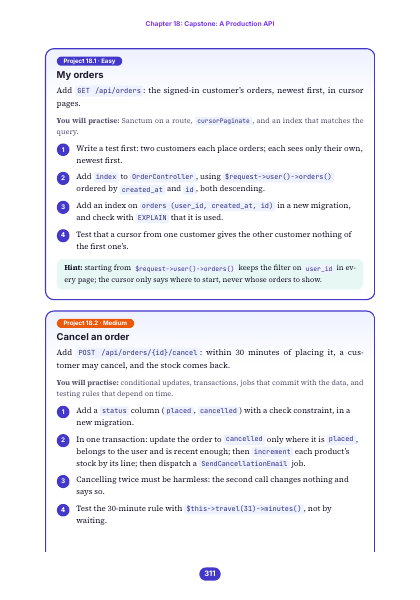 Chapter 18: Capstone: A Production API
Project 18.1 · Easy
My orders
Add GET /api/orders: the signed-in customer's orders, newest first, in cursor
pages.
You will practise: Sanctum on a route, cursorPaginate, and an index that matches the
query.
1 Write a test first: two customers each place orders; each sees only their own,
newest first.
2 Add index to OrderController, using $request->user()->orders()
ordered by created_at and id, both descending.
3 Add an index on orders (user_id, created_at, id) in a new migration,
and check with EXPLAIN that it is used.
4 Test that a cursor from one customer gives the other customer nothing of
the first one's.
Hint: starting from $request->user()->orders() keeps the filter on user_id in ev-
ery page; the cursor only says where to start, never whose orders to show.
Project 18.2 · Medium
Cancel an order
Add POST /api/orders/{id}/cancel: within 30 minutes of placing it, a cus-
tomer may cancel, and the stock comes back.
You will practise: conditional updates, transactions, jobs that commit with the data, and
testing rules that depend on time.
1 Add a status column (placed, cancelled) with a check constraint, in a
new migration.
2 In one transaction: update the order to cancelled only where it is placed,
belongs to the user and is recent enough; then increment each product's
stock by its line; then dispatch a SendCancellationEmail job.
3 Cancelling twice must be harmless: the second call changes nothing and
says so.
4 Test the 30-minute rule with $this->travel(31)->minutes(), not by
waiting.
311